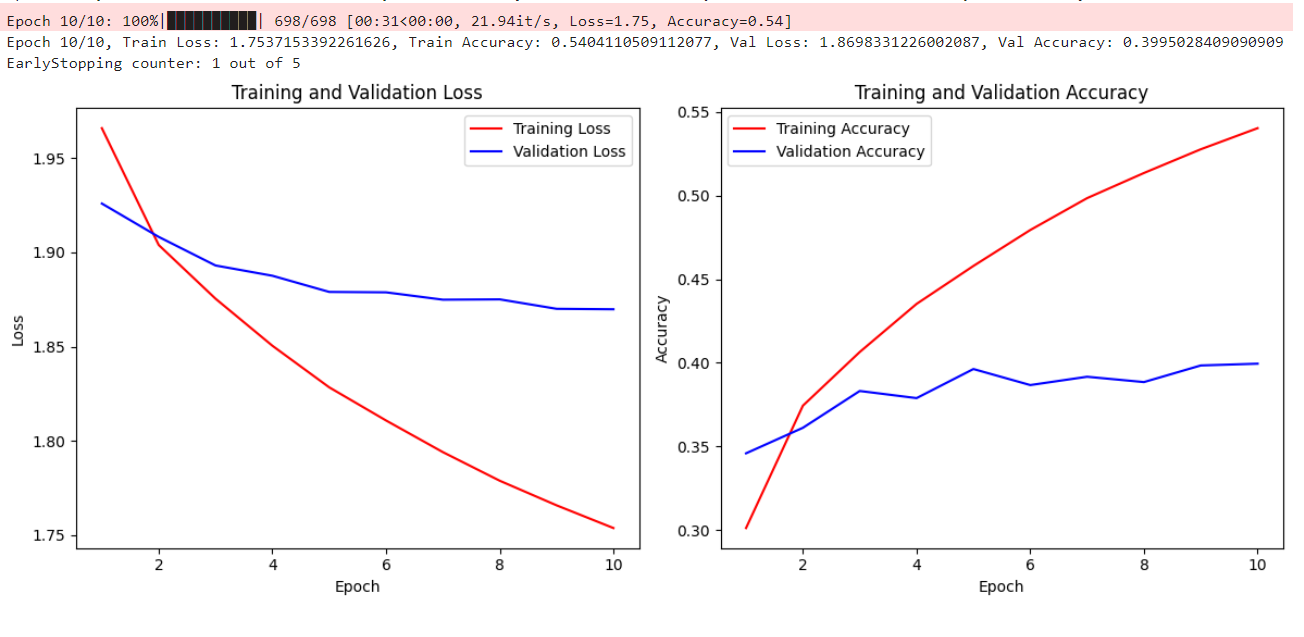 Epoch 10/10: 100%|██████████| 698/698 [00:31<00:00, 21.94it/s, Loss=1.75, Accuracy=0.54]
Epoch 10/10, Train Loss: 1.7537153392261626, Train Accuracy: 0.5404110509112077, Val Loss: 1.8698331226002087, Val Accuracy: 0.3995028409090909
EarlyStopping counter: 1 out of 5
Training and Validation Loss
Training Loss
Validation Loss
1.95
1.90
1.85
1.80
1.75
Loss
2 4 6 8 10
Epoch
Training and Validation Accuracy
Training Accuracy
Validation Accuracy
0.55
0.50
0.45
0.40
0.35
0.30
Accuracy
2 4 6 8 10
Epoch